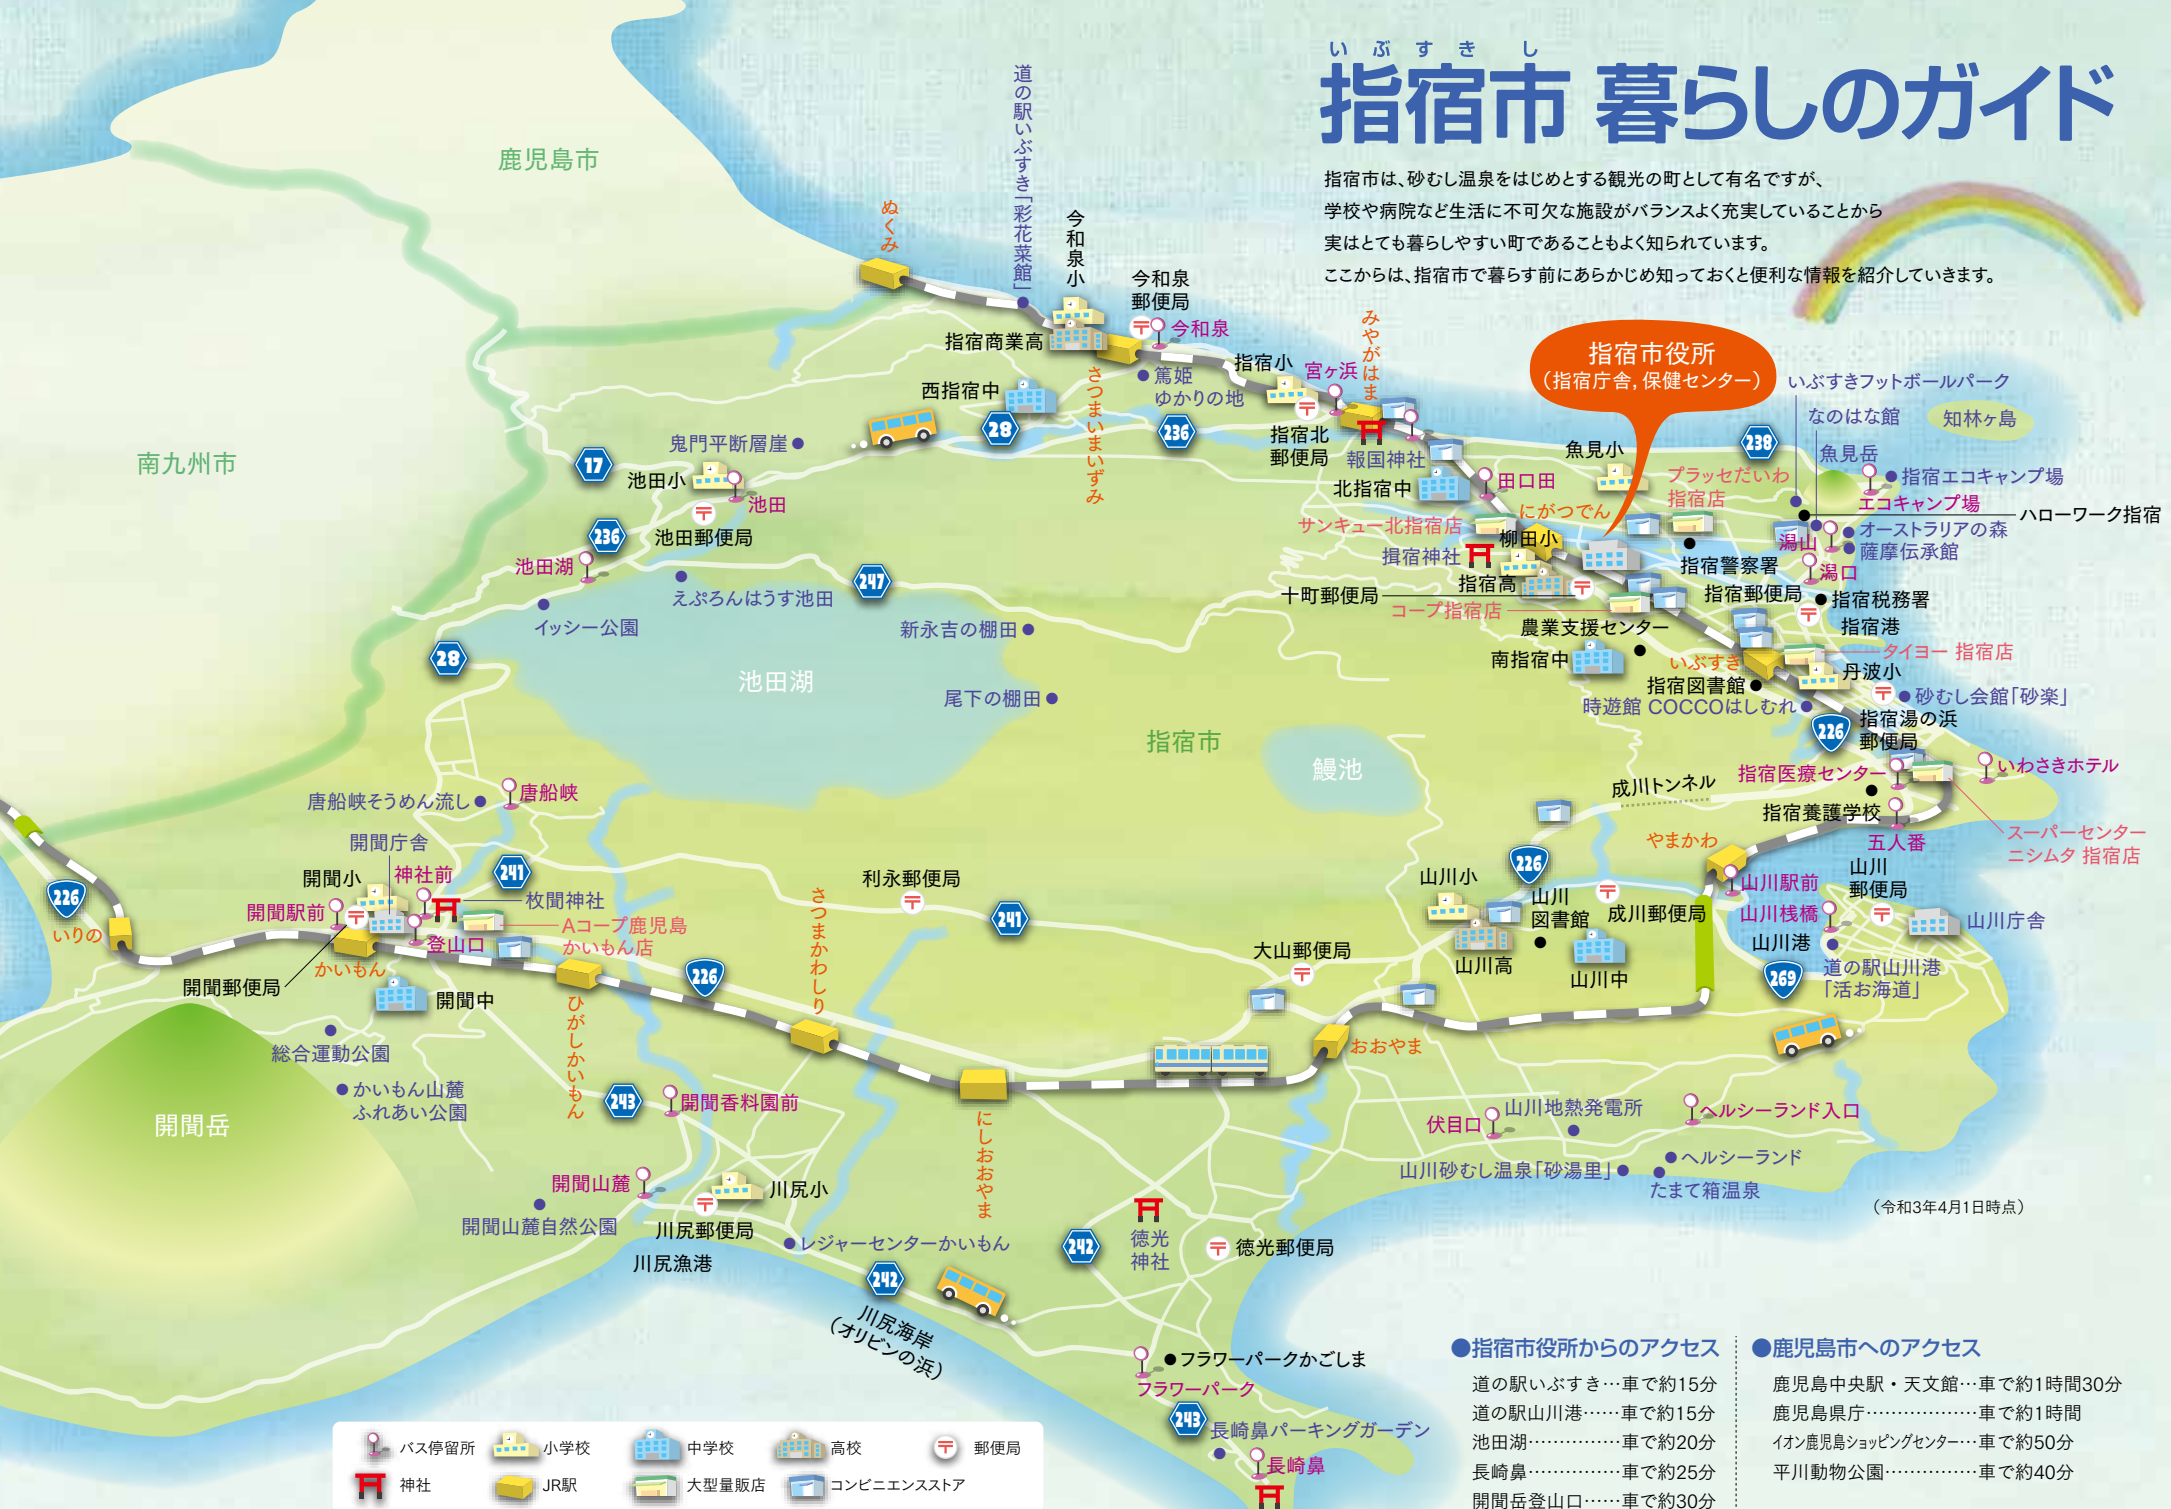 いぶすきし
指宿市 暮らしのガイド
指宿市は、砂むし温泉をはじめとする観光の町として有名ですが、
学校や病院など生活に不可欠な施設がバランスよく充実していることから
実はとても暮らしやすい町であることもよく知られています。
ここからは、指宿市で暮らす前にあらかじめ知っておくと便利な情報を紹介していきます。
鹿児島市
南九州市
道の駅いぶすき「彩花菜館」
ぬくみ
今和泉小
今和泉
郵便局
今和泉
指宿商業高
さつまいまいずみ
篤姫
ゆかりの地
西指宿中
28
236
指宿小
宮ヶ浜
みやがはま
指宿北
郵便局
報国神社
北指宿中
田口田
サンキュー北指宿店
にがつでん
揖宿神社
柳田小
指宿高
十町郵便局
コープ指宿店
農業支援センター
南指宿中
指宿市役所
(指宿庁舎,保健センター)
魚見小
プラッセだいわ
指宿店
238
いぶすきフットボールパーク
なのはな館
知林ヶ島
魚見岳
指宿エコキャンプ場
エコキャンプ場
ハローワーク指宿
潟山
オーストラリアの森
薩摩伝承館
潟口
指宿警察署
指宿郵便局
指宿税務署
指宿港
タイヨー 指宿店
いぶすき
丹波小
指宿図書館
時遊館 COCCOはしむれ
砂むし会館「砂楽」
226
指宿湯の浜
郵便局
指宿医療センター
いわさきホテル
指宿養護学校
五人番
スーパーセンター
ニシムタ 指宿店
鬼門平断層崖
17
池田小
池田
236
池田郵便局
池田湖
えぷろんはうす池田
247
イッシー公園
新永吉の棚田
28
池田湖
尾下の棚田
指宿市
鰻池
成川トンネル
唐船峡そうめん流し
唐船峡
開聞庁舎
開聞小
神社前
241
枚聞神社
開聞駅前
Aコープ鹿児島
かいもん店
登山口
226
いりの
かいもん
開聞郵便局
開聞中
226
ひがしかいもん
さつまかわしり
利永郵便局
241
大山郵便局
山川小
226
山川
図書館
成川郵便局
山川高
山川中
やまかわ
山川駅前
山川
郵便局
山川桟橋
山川庁舎
山川港
269
道の駅山川港
「活お海道」
おおやま
総合運動公園
かいもん山麓
ふれあい公園
開聞岳
243
開聞香料園前
にしおおやま
開聞山麓
川尻小
開聞山麓自然公園
川尻郵便局
川尻漁港
レジャーセンターかいもん
242
242
川尻海岸
(オリビンの浜)
徳光
神社
徳光郵便局
伏目口
山川地熱発電所
ヘルシーランド入口
山川砂むし温泉「砂湯里」
ヘルシーランド
たまて箱温泉
(令和3年4月1日時点)
フラワーパークかごしま
フラワーパーク
243
長崎鼻パーキングガーデン
長崎鼻
バス停留所
小学校
中学校
高校
郵便局
神社
JR駅
大型量販店
コンビニエンスストア
●指宿市役所からのアクセス
道の駅いぶすき…車で約15分
道の駅山川港……車で約15分
池田湖……………車で約20分
長崎鼻……………車で約25分
開聞岳登山口……車で約30分
●鹿児島市へのアクセス
鹿児島中央駅・天文館…車で約1時間30分
鹿児島県庁………………車で約1時間
イオン鹿児島ショッピングセンター…車で約50分
平川動物公園……………車で約40分